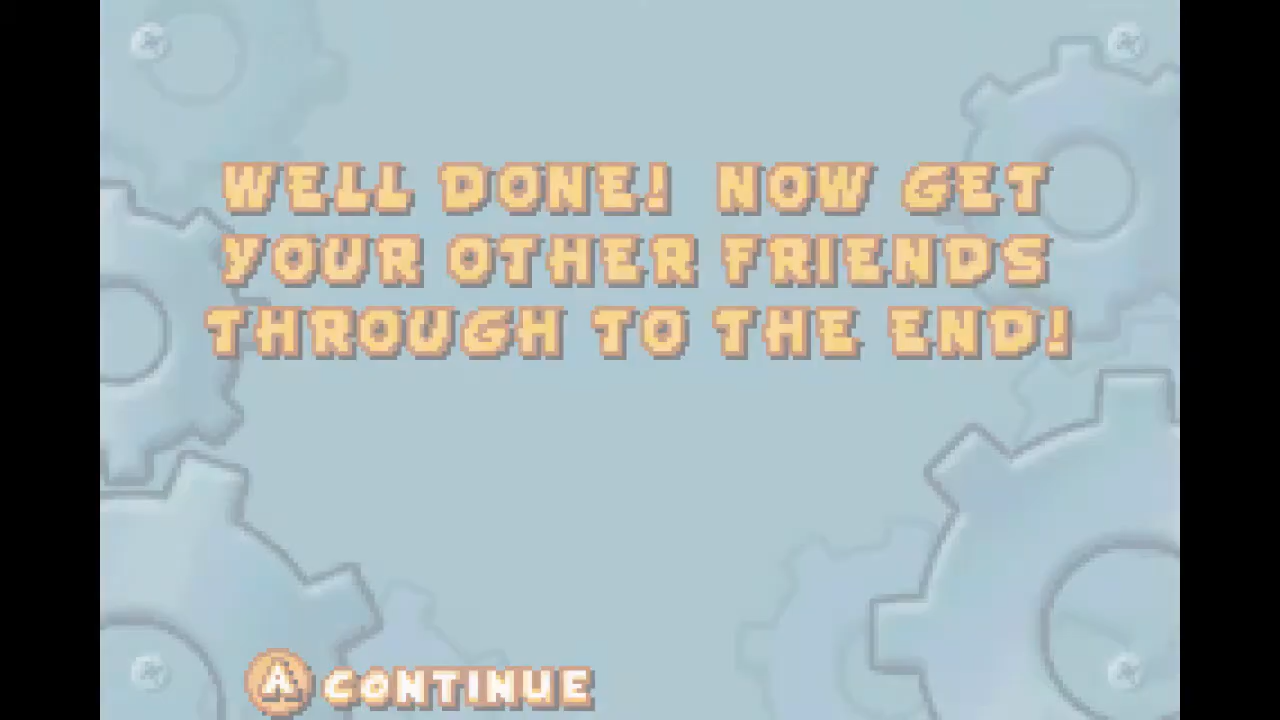 WELL DONE! NOW GET
YOUR OTHER FRIENDS
THROUGH TO THE END!
A CONTINUE